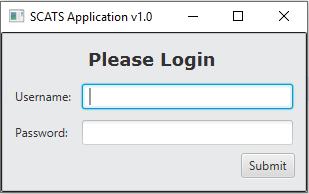 SCATS Application v1.0
Please Login
Username:
Password:
Submit